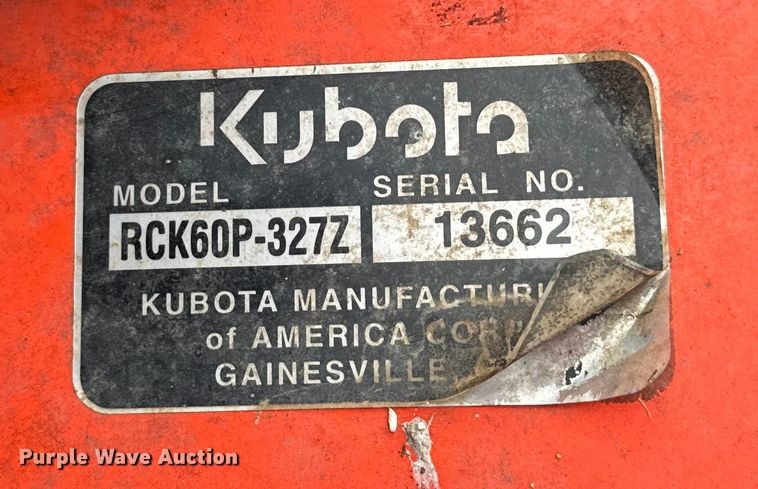 Kubota
MODEL SERIAL NO.
RCK60P-327Z 13662
KUBOTA MANUFACTURI
of AMERICA COR
GAINESVILLE,
Purple Wave Auction